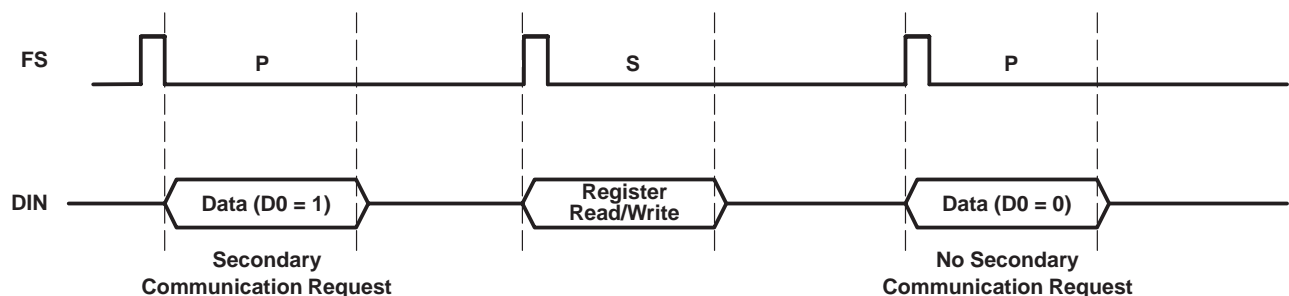 FS
P
S
P
DIN
Data (D0 = 1)
Register
Read/Write
Data (D0 = 0)
Secondary
Communication Request
No Secondary
Communication Request